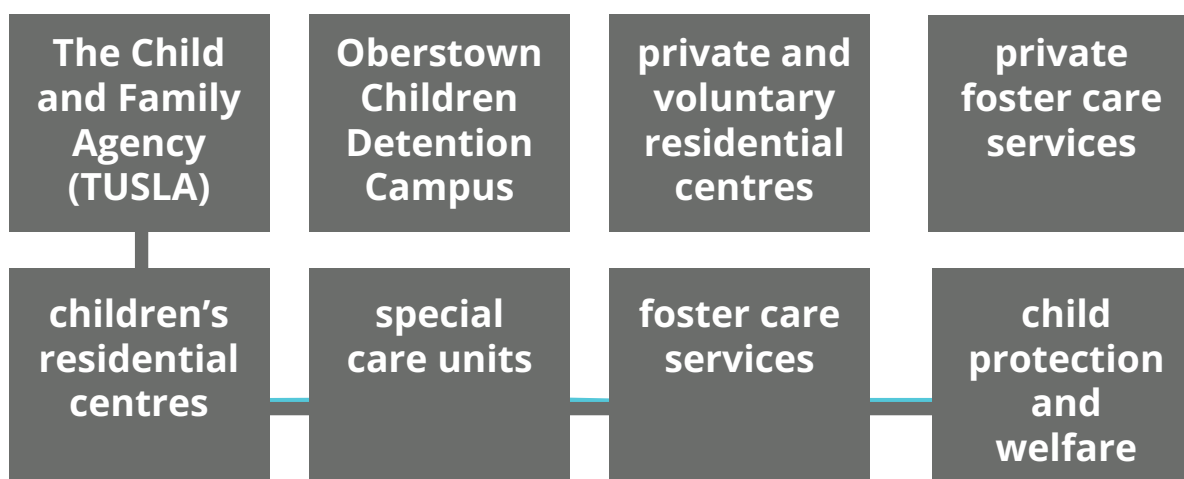 The Child
and Family
Agency
(TUSLA)
Oberstown
Children
Detention
Campus
private and
voluntary
residential
centres
private
foster care
services
children’s
residential
centres
special
care units
foster care
services
child
protection
and
welfare